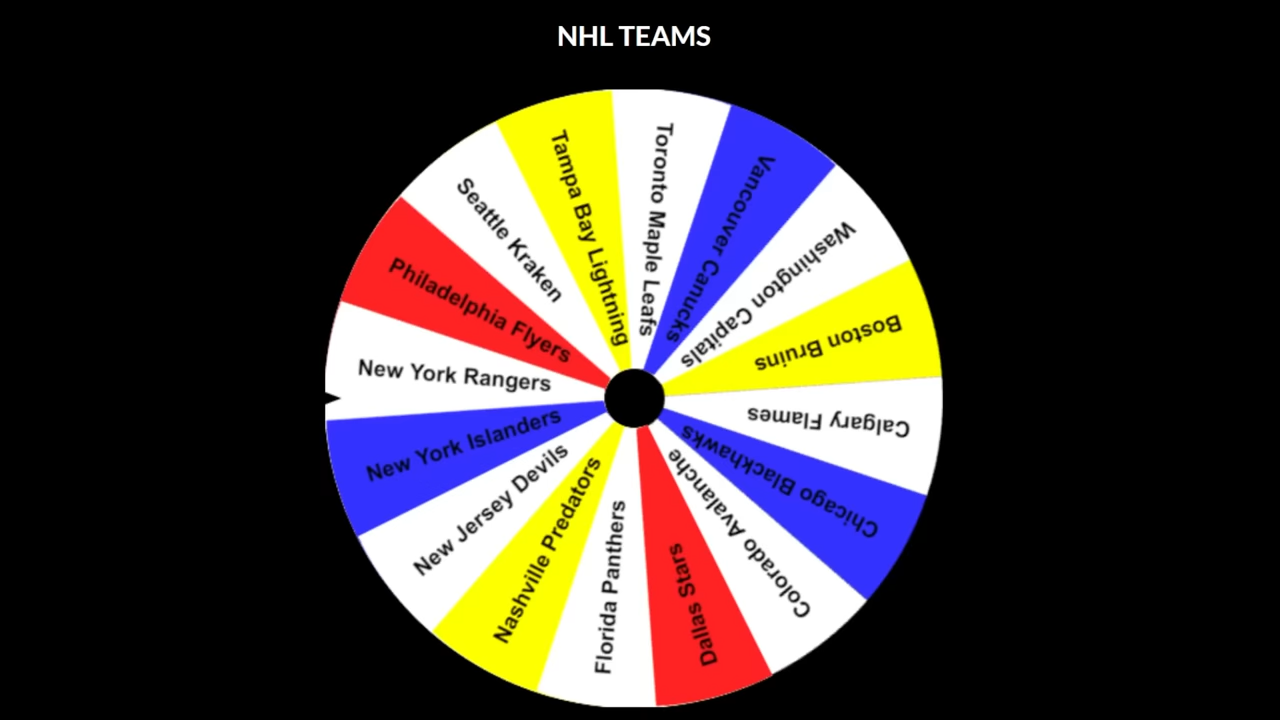 NHL TEAMS
Toronto Maple Leafs
Vancouver Canucks
Washington Capitals
Boston Bruins
Calgary Flames
Chicago Blackhawks
Colorado Avalanche
Dallas Stars
Florida Panthers
Nashville Predators
New Jersey Devils
New York Islanders
New York Rangers
Philadelphia Flyers
Seattle Kraken
Tampa Bay Lightning